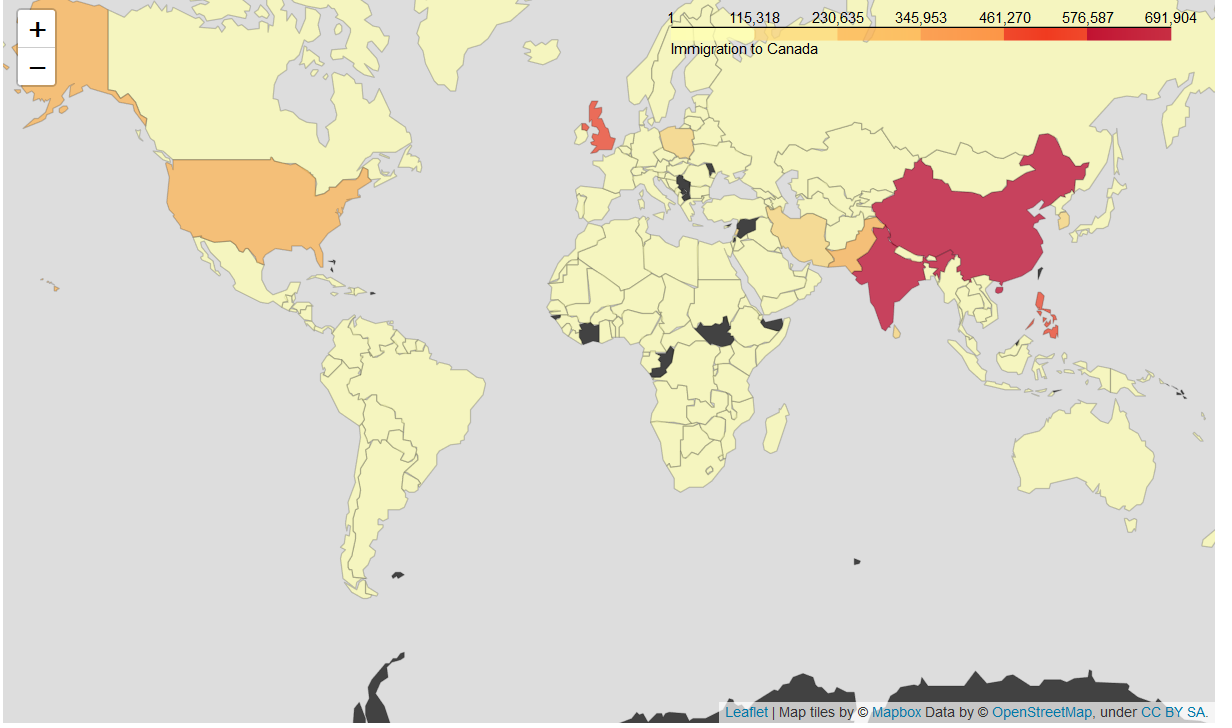 +
−
1 115,318 230,635 345,953 461,270 576,587 691,904
Immigration to Canada
Leaflet | Map tiles by © Mapbox Data by © OpenStreetMap, under CC BY SA.